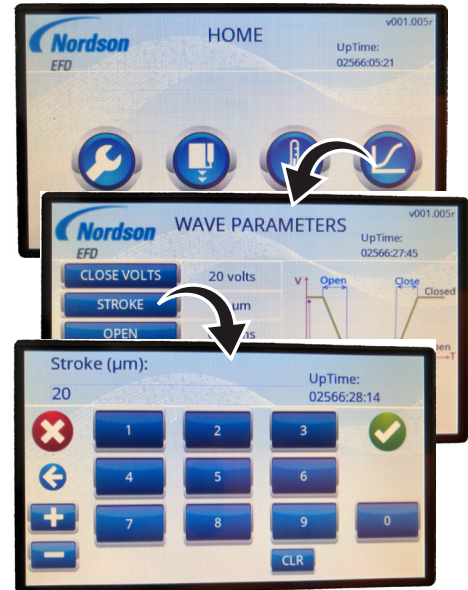 v001.005r
Nordson
EFD
HOME
UpTime:
02566:05:21
v001.005r
Nordson
EFD
WAVE PARAMETERS
UpTime:
02566:27:45
CLOSE VOLTS 20 volts
STROKE um
OPEN
V Open Close
Closed
T
Stroke (µm):
20
UpTime:
02566:28:14
1 2 3
4 5 6
7 8 9 0
CLR